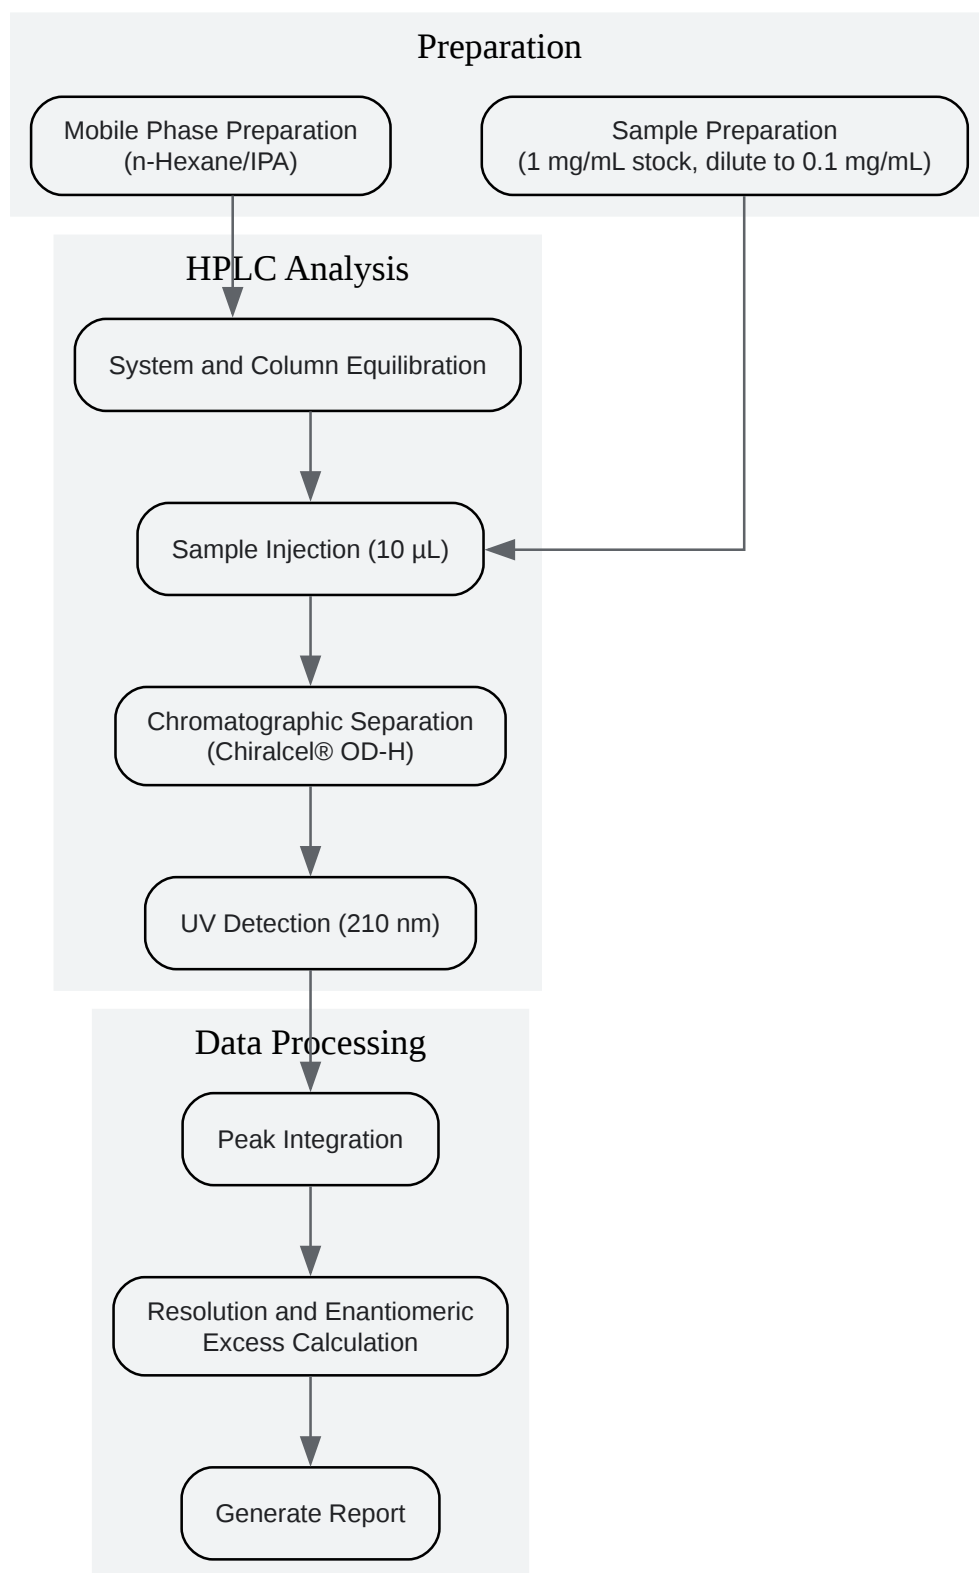 Preparation
Mobile Phase Preparation
(n-Hexane/IPA)
Sample Preparation
(1 mg/mL stock, dilute to 0.1 mg/mL)
HPLC Analysis
System and Column Equilibration
Sample Injection (10 µL)
Chromatographic Separation
(Chiralcel® OD-H)
UV Detection (210 nm)
Data Processing
Peak Integration
Resolution and Enantiomeric
Excess Calculation
Generate Report